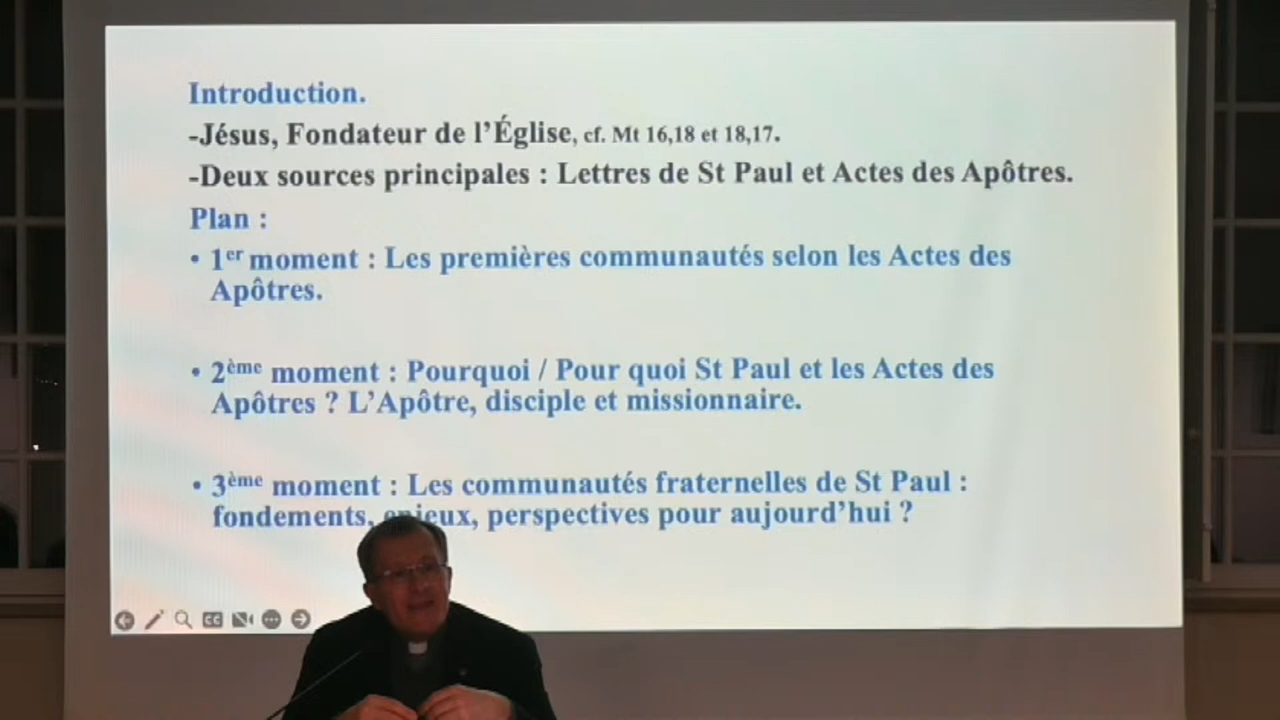 Introduction.
-Jésus, Fondateur de l’Église, cf. Mt 16,18 et 18,17.
-Deux sources principales : Lettres de St Paul et Actes des Apôtres.
Plan :
• 1er moment : Les premières communautés selon les Actes des
Apôtres.
• 2ème moment : Pourquoi / Pour quoi St Paul et les Actes des
Apôtres ? L’Apôtre, disciple et missionnaire.
• 3ème moment : Les communautés fraternelles de St Paul :
fondements, enjeux, perspectives pour aujourd’hui ?
CC